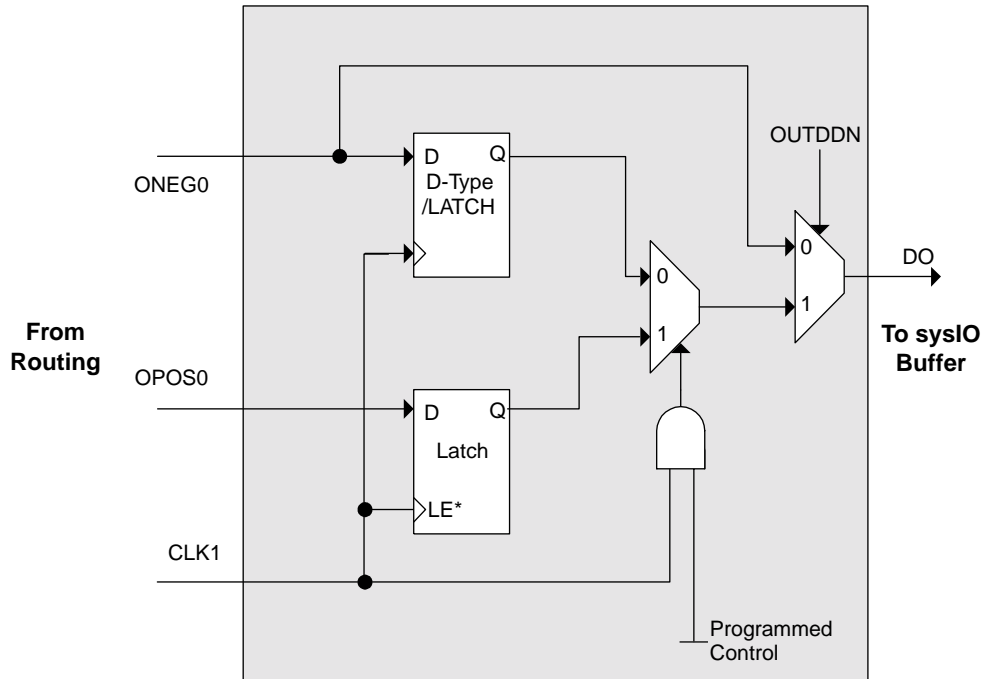 OUTDDN
ONEG0
D
Q
D-Type
/LATCH
0
DO
0
1
1
From
Routing
To sysIO
Buffer
OPOS0
D
Q
Latch
LE*
CLK1
Programmed
Control